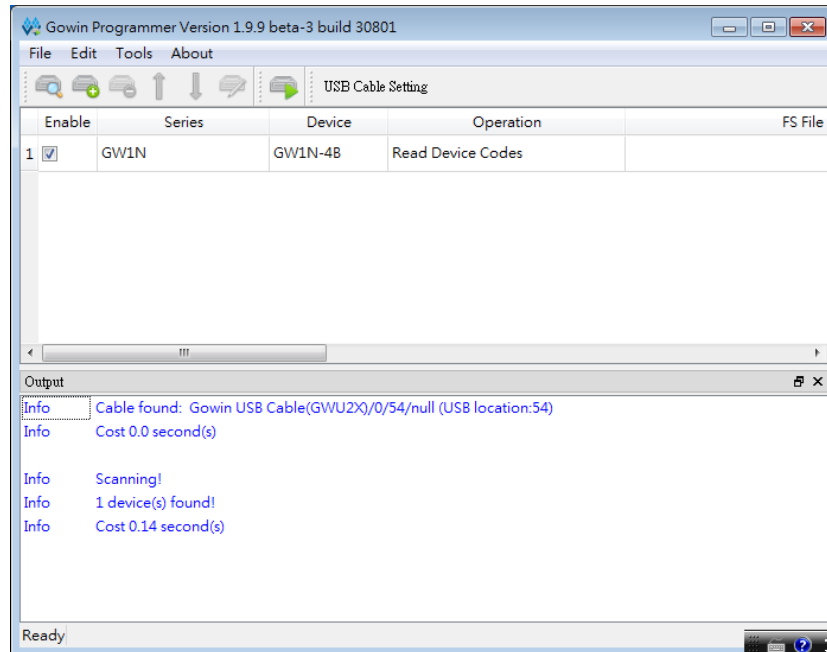 Gowin Programmer Version 1.9.9 beta-3 build 30801
File Edit Tools About
USB Cable Setting
Enable Series Device Operation FS File
1 GW1N GW1N-4B Read Device Codes
Output
Info Cable found: Gowin USB Cable(GWU2X)/0/54/null (USB location:54)
Info Cost 0.0 second(s)
Info Scanning!
Info 1 device(s) found!
Info Cost 0.14 second(s)
Ready